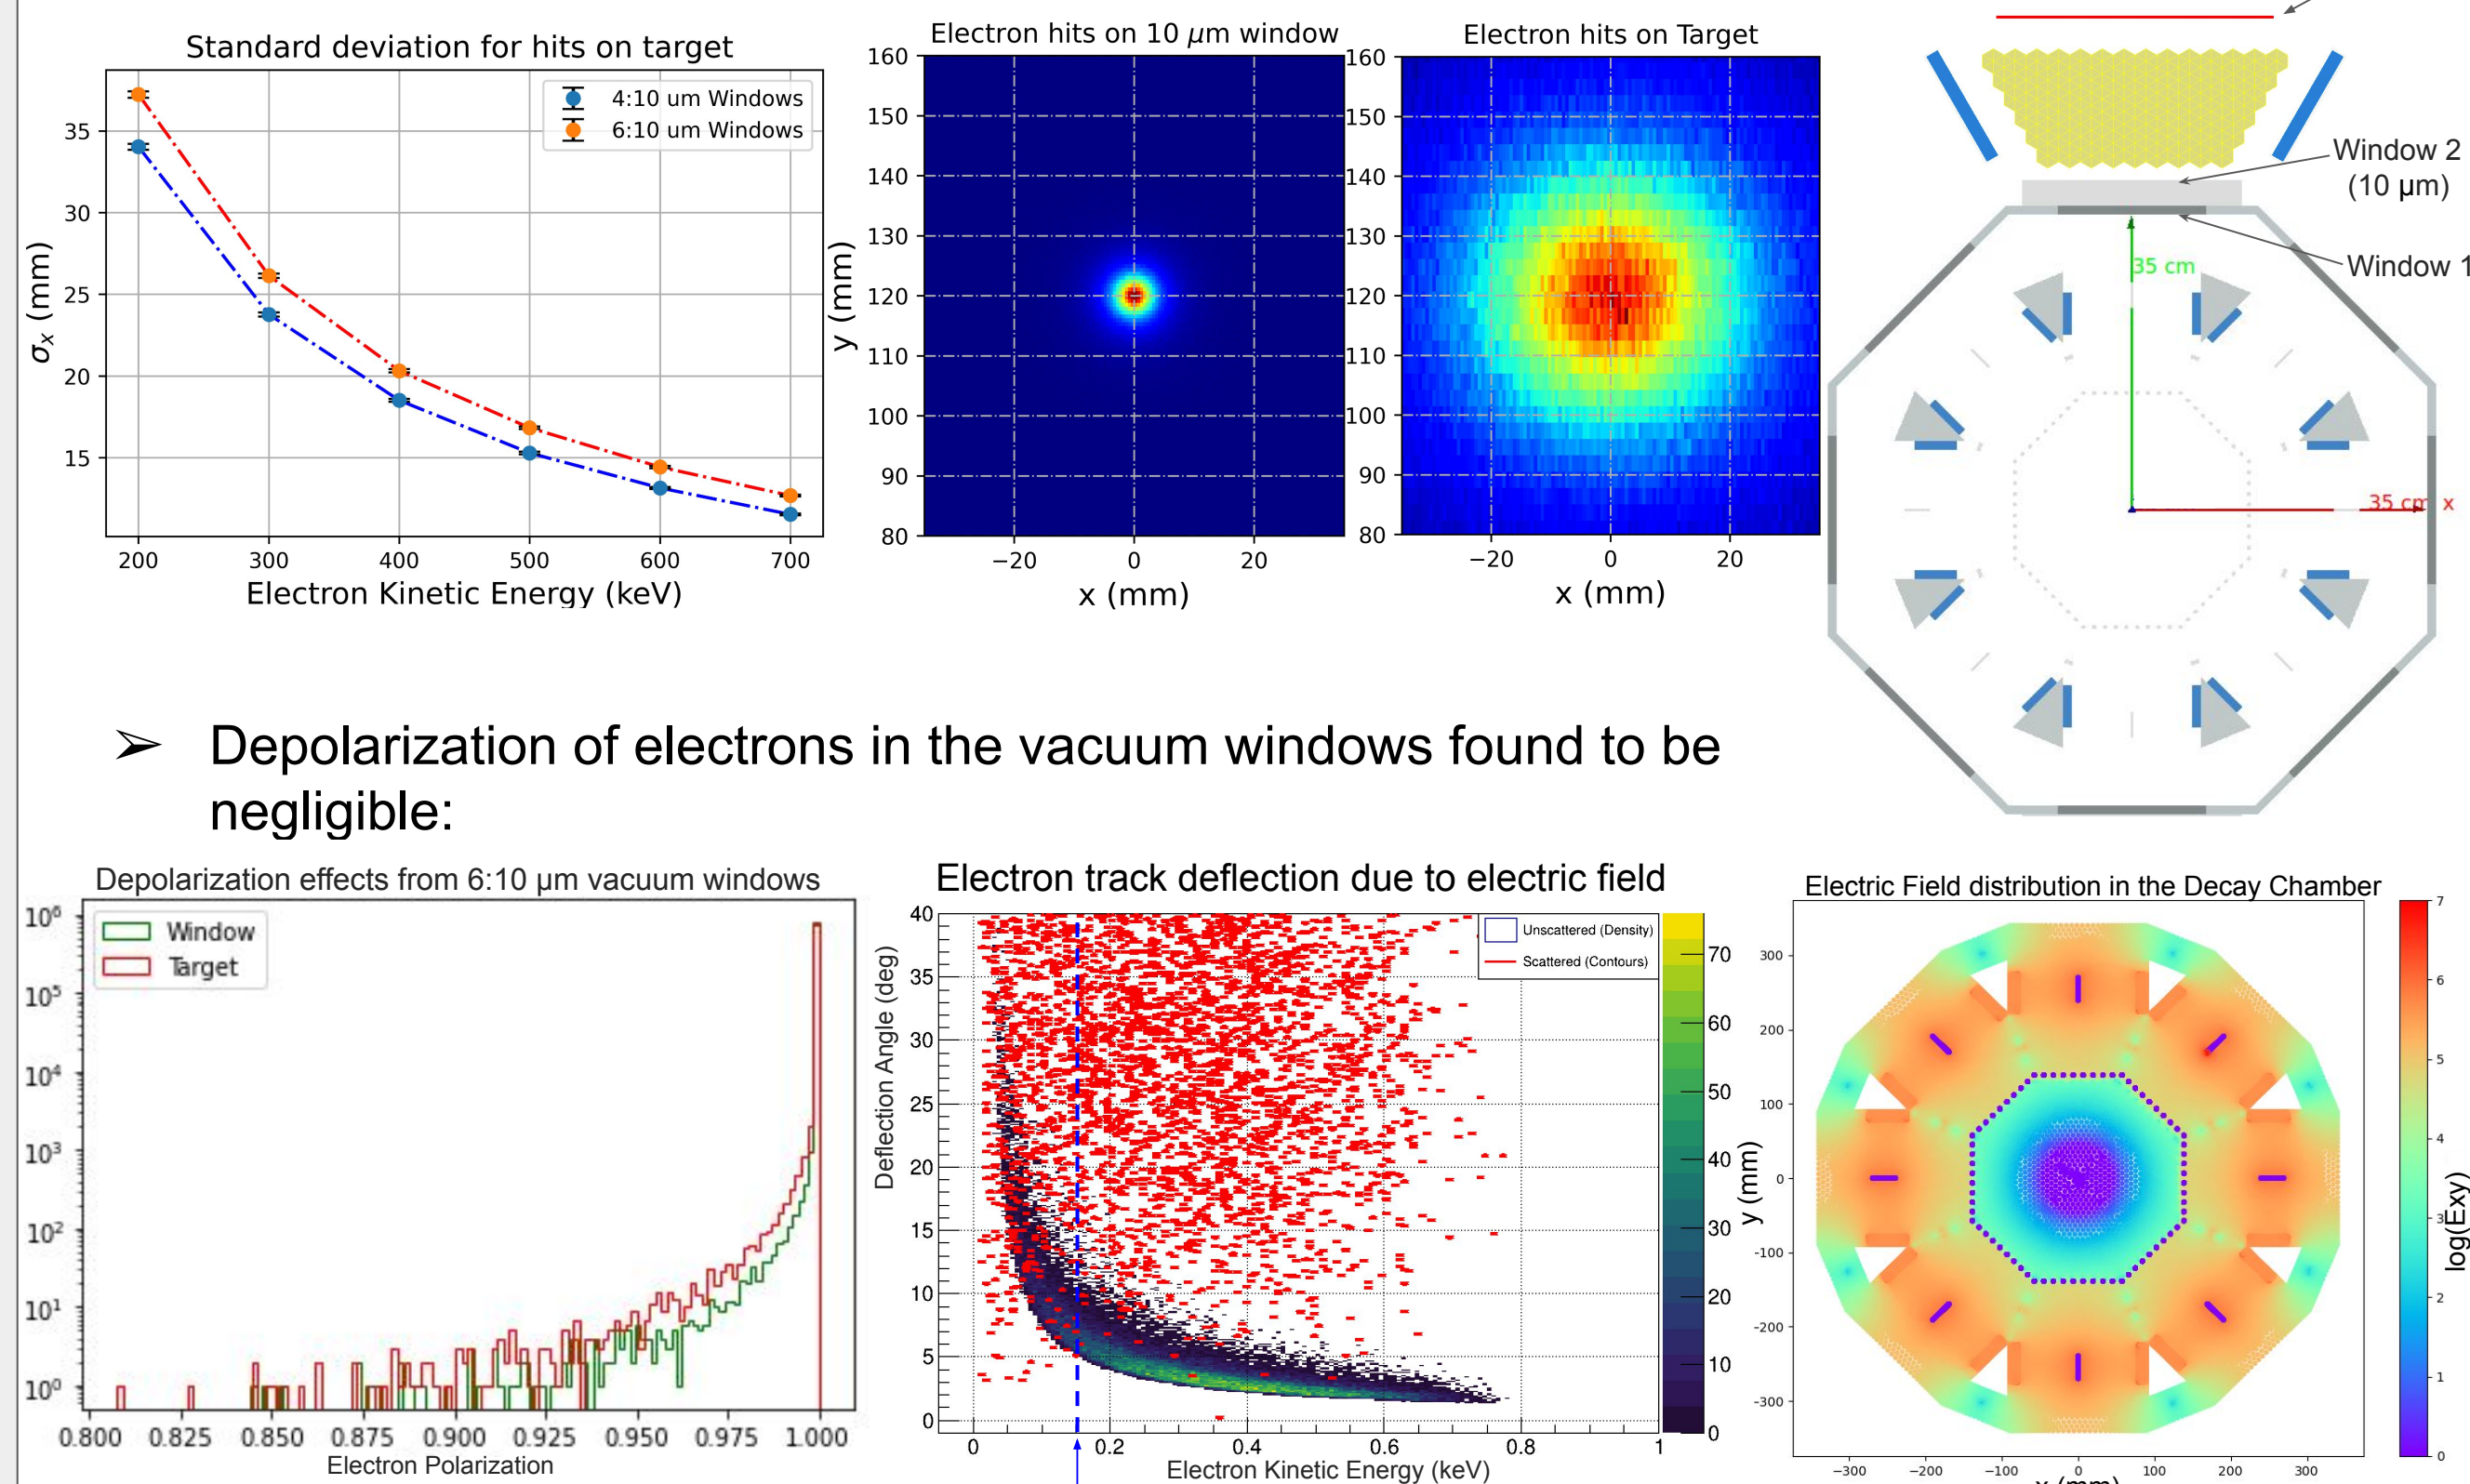 Standard deviation for hits on target
4:10 um Windows
6:10 um Windows
35
30
25
20
15
σx (mm)
200 300 400 500 600 700
Electron Kinetic Energy (keV)
Electron hits on 10 μm window
160
150
140
130
120
110
100
90
80
y (mm)
−20 0 20
x (mm)
Electron hits on Target
160
150
140
130
120
110
100
90
80
−20 0 20
x (mm)
Window 2
(10 μm)
Window 1
35 cm
35 cm x
➢ Depolarization of electrons in the vacuum windows found to be
negligible:
Depolarization effects from 6:10 μm vacuum windows
Window
Target
10⁶
10⁵
10⁴
10³
10²
10¹
10⁰
0.800 0.825 0.850 0.875 0.900 0.925 0.950 0.975 1.000
Electron Polarization
Electron track deflection due to electric field
Unscattered (Density)
Scattered (Contours)
40
35
30
25
20
15
10
5
0
Deflection Angle (deg)
0 0.2 0.4 0.6 0.8 1
Electron Kinetic Energy (keV)
70
60
50
40
30
20
10
0
Electric Field distribution in the Decay Chamber
300
200
100
0
-100
-200
-300
y (mm)
−300 −200 −100 0 100 200 300
x (mm)
7
6
5
4
3
2
1
0
log(Exy)